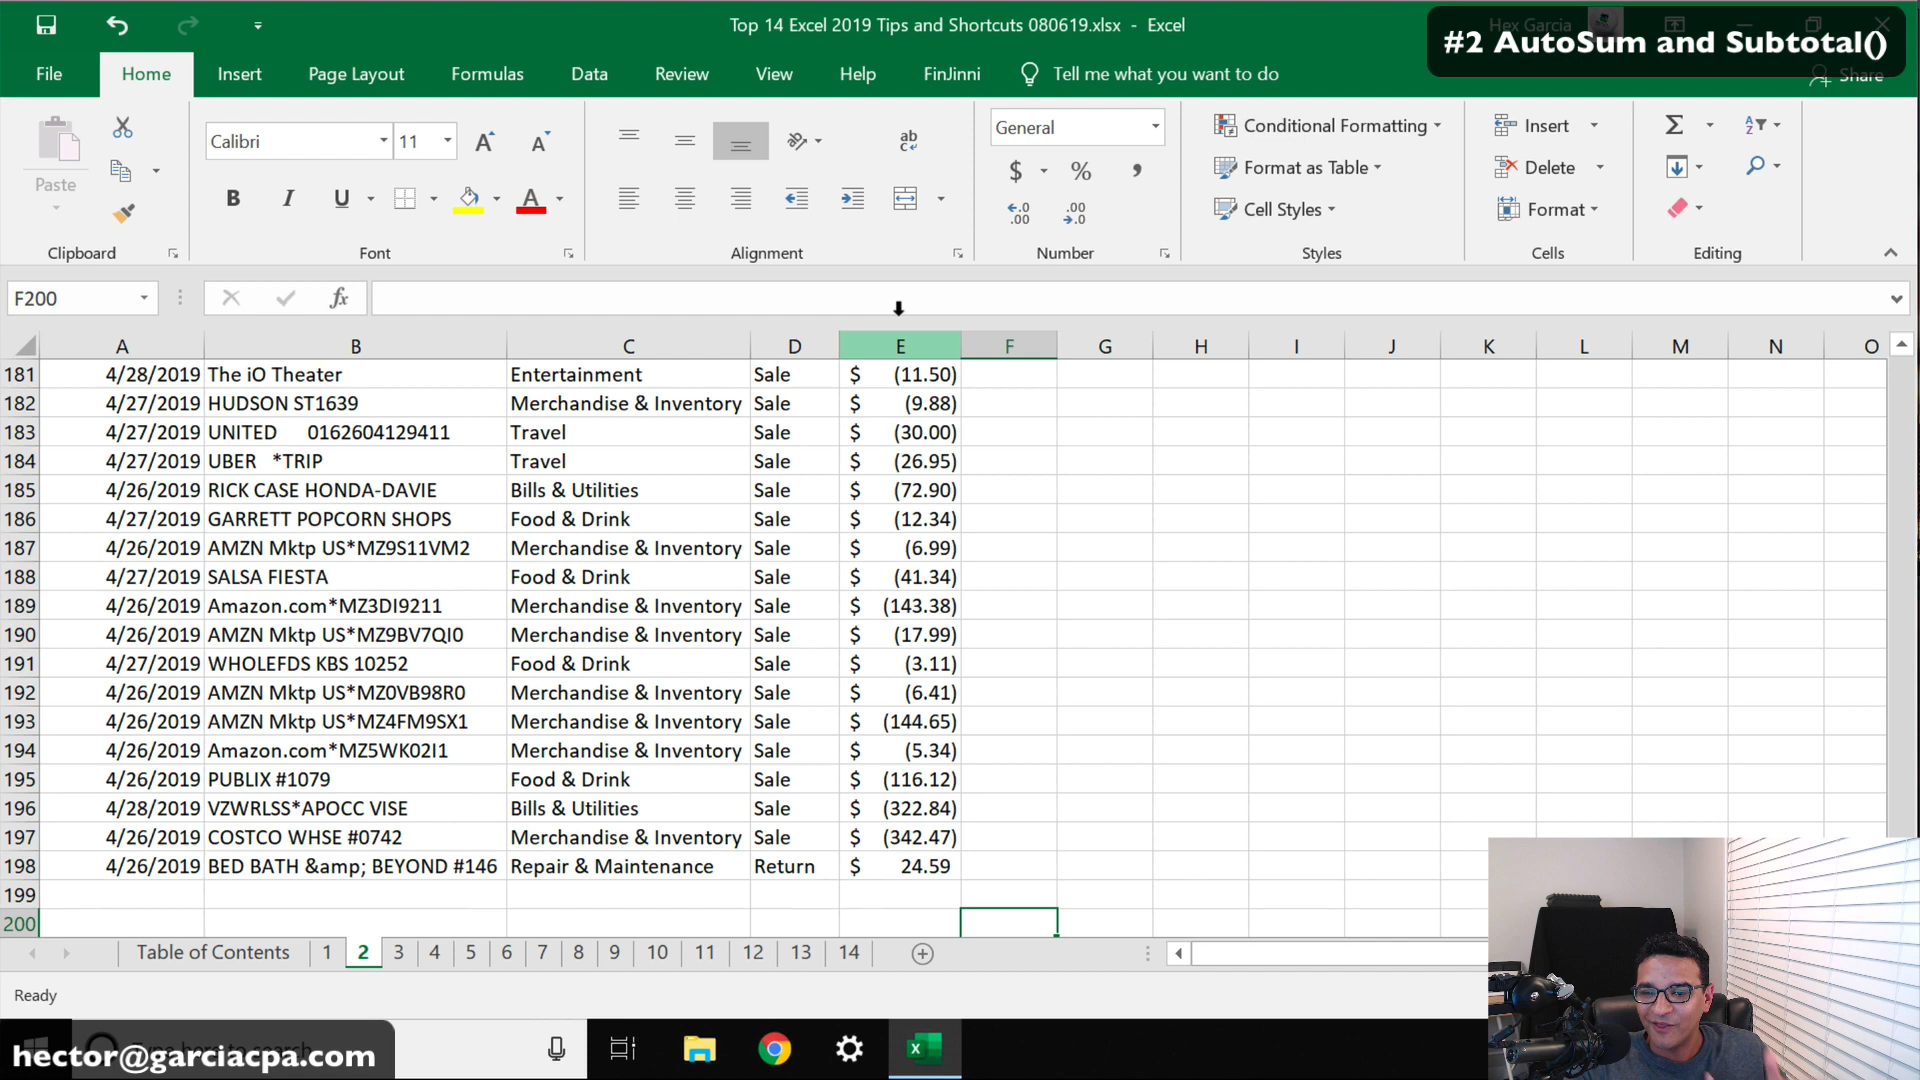 Top 14 Excel 2019 Tips and Shortcuts 080619.xlsx - Excel
Hex Garcia
#2 AutoSum and Subtotal()
File Home Insert Page Layout Formulas Data Review View Help FinJinni Tell me what you want to do Share
Calibri 11 General
Conditional Formatting Insert
Paste
Format as Table Delete
Cell Styles Format
Clipboard Font Alignment Number Styles Cells Editing
F200 fx
A B C D E F G H I J K L M N O
181 4/28/2019 The iO Theater Entertainment Sale $ (11.50)
182 4/27/2019 HUDSON ST1639 Merchandise & Inventory Sale $ (9.88)
183 4/27/2019 UNITED 0162604129411 Travel Sale $ (30.00)
184 4/27/2019 UBER *TRIP Travel Sale $ (26.95)
185 4/26/2019 RICK CASE HONDA-DAVIE Bills & Utilities Sale $ (72.90)
186 4/27/2019 GARRETT POPCORN SHOPS Food & Drink Sale $ (12.34)
187 4/26/2019 AMZN Mktp US*MZ9S11VM2 Merchandise & Inventory Sale $ (6.99)
188 4/27/2019 SALSA FIESTA Food & Drink Sale $ (41.34)
189 4/26/2019 Amazon.com*MZ3DI9211 Merchandise & Inventory Sale $ (143.38)
190 4/26/2019 AMZN Mktp US*MZ9BV7QI0 Merchandise & Inventory Sale $ (17.99)
191 4/27/2019 WHOLEFDS KBS 10252 Food & Drink Sale $ (3.11)
192 4/26/2019 AMZN Mktp US*MZ0VB98R0 Merchandise & Inventory Sale $ (6.41)
193 4/26/2019 AMZN Mktp US*MZ4FM9SX1 Merchandise & Inventory Sale $ (144.65)
194 4/26/2019 Amazon.com*MZ5WK02I1 Merchandise & Inventory Sale $ (5.34)
195 4/26/2019 PUBLIX #1079 Food & Drink Sale $ (116.12)
196 4/28/2019 VZWRLSS*APOCC VISE Bills & Utilities Sale $ (322.84)
197 4/26/2019 COSTCO WHSE #0742 Merchandise & Inventory Sale $ (342.47)
198 4/26/2019 BED BATH &amp; BEYOND #146 Repair & Maintenance Return $ 24.59
199
200
Table of Contents 1 2 3 4 5 6 7 8 9 10 11 12 13 14
Ready
hector@garciacpa.com